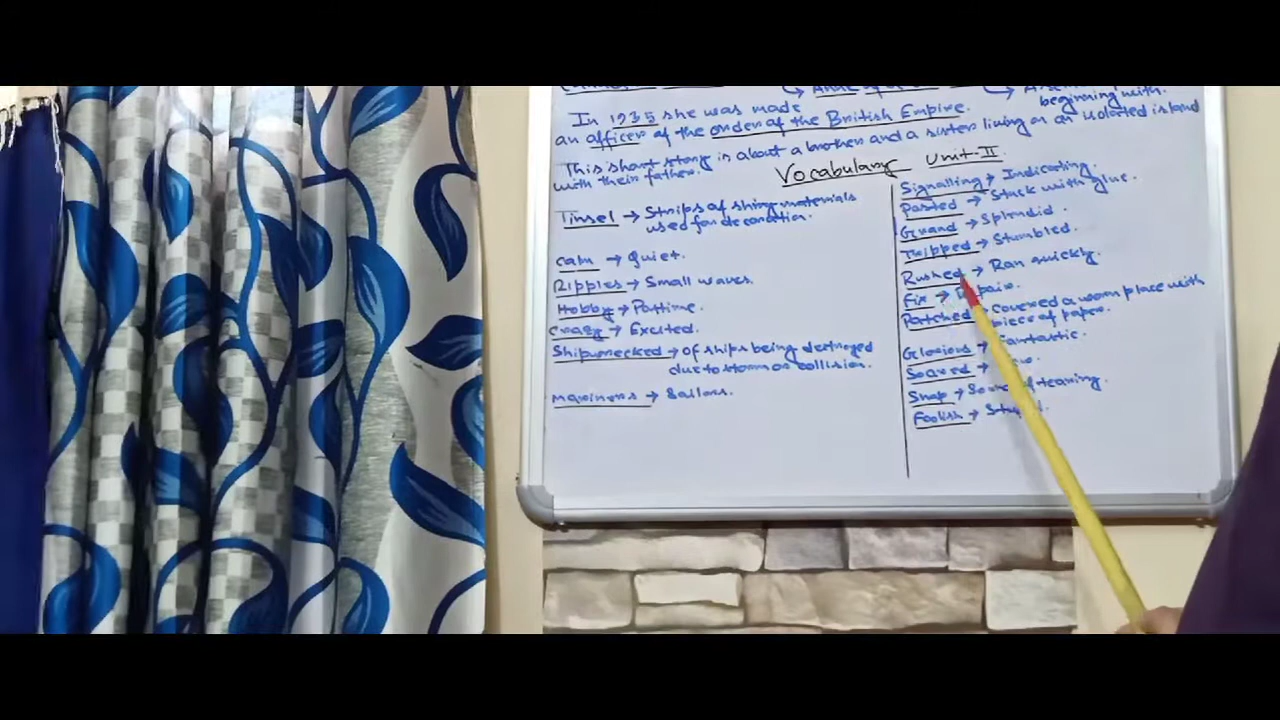 In 1935 she was made
beginning with.
an officer of the order of the British Empire.
This short story is about a brother and a sister living on an isolated island
with their father.
Vocabulary Unit-II
Tinsel → Strips of shiny materials
used for decoration.
Calm → Quiet.
Ripples → Small waves.
Hobby → Pastime.
Crazy → Excited.
Shipwrecked → Of ships being destroyed
due to storm or collision.
Mariners → Sailors.
Signalling → Indicating.
Pasted → Stuck with glue.
Grand → Splendid.
Tripped → Stumbled.
Rushed → Ran quickly.
Fix →
Patched → Covered a worn place with
piece of paper.
Glorious → Fantastic.
Soared →
Snap → of tearing.
Foolish →